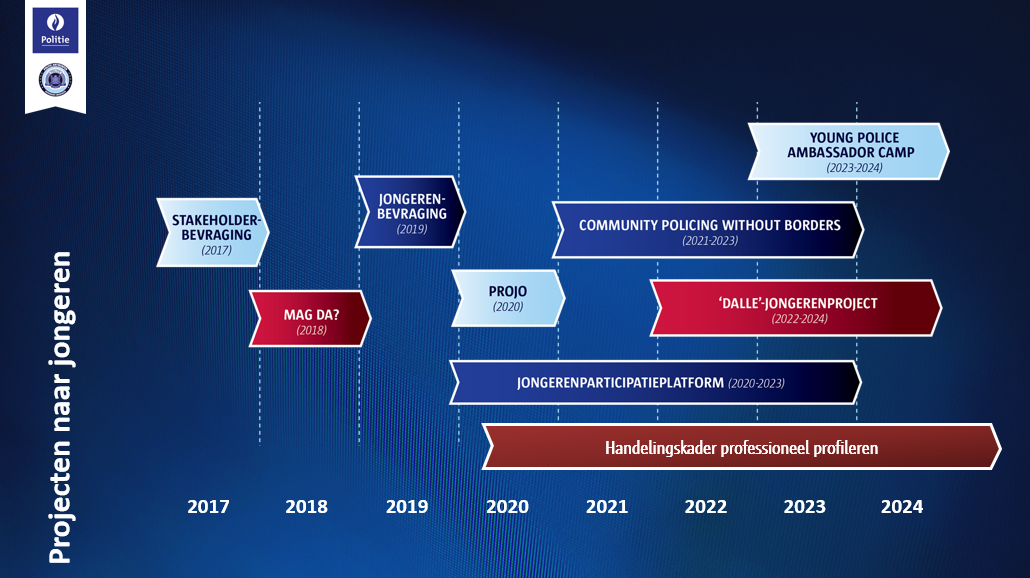 Politie
Projecten naar jongeren
YOUNG POLICE
AMBASSADOR CAMP
(2023-2024)
STAKEHOLDER-
BEVRAGING
(2017)
JONGEREN-
BEVRAGING
(2019)
COMMUNITY POLICING WITHOUT BORDERS
(2021-2023)
MAG DA?
(2018)
PROJO
(2020)
‘DALLE’-JONGERENPROJECT
(2022-2024)
JONGERENPARTICIPATIEPLATFORM (2020-2023)
Handelingskader professioneel profileren
2017 2018 2019 2020 2021 2022 2023 2024